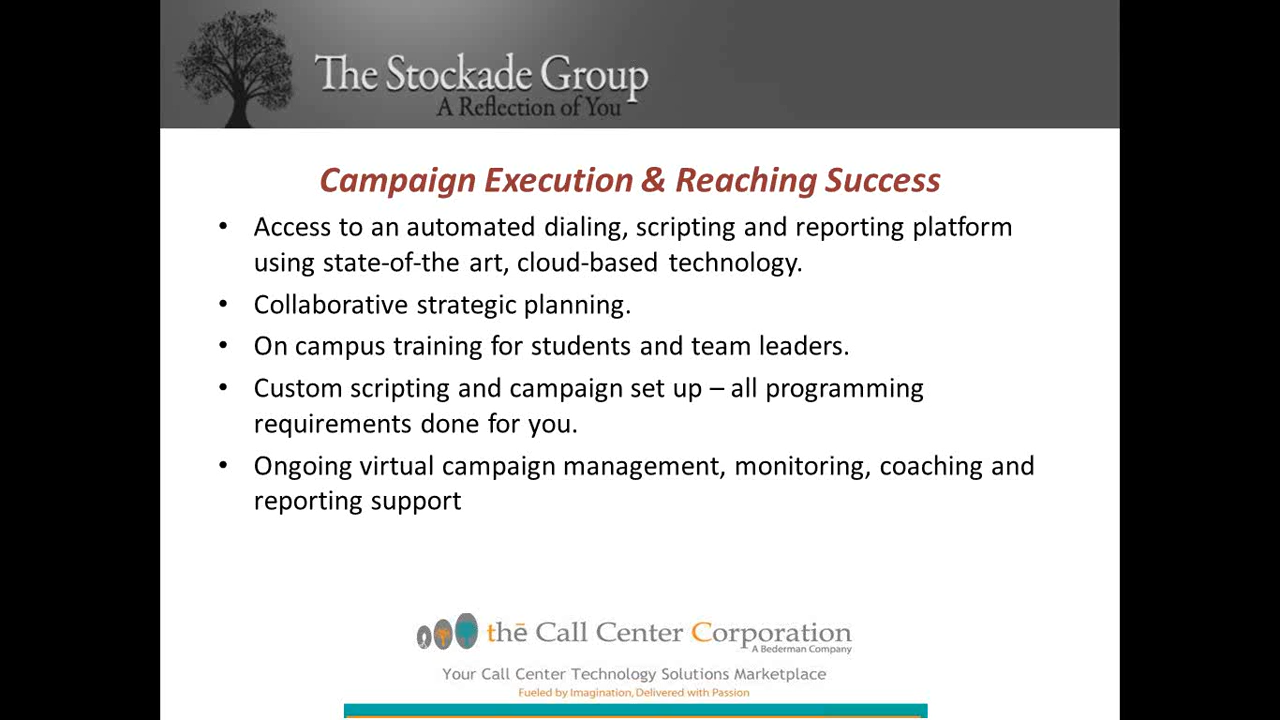 The Stockade Group
A Reflection of You
Campaign Execution & Reaching Success
• Access to an automated dialing, scripting and reporting platform
using state-of-the art, cloud-based technology.
• Collaborative strategic planning.
• On campus training for students and team leaders.
• Custom scripting and campaign set up – all programming
requirements done for you.
• Ongoing virtual campaign management, monitoring, coaching and
reporting support
thē Call Center Corporation
A Bederman Company
Your Call Center Technology Solutions Marketplace
Fueled by Imagination, Delivered with Passion